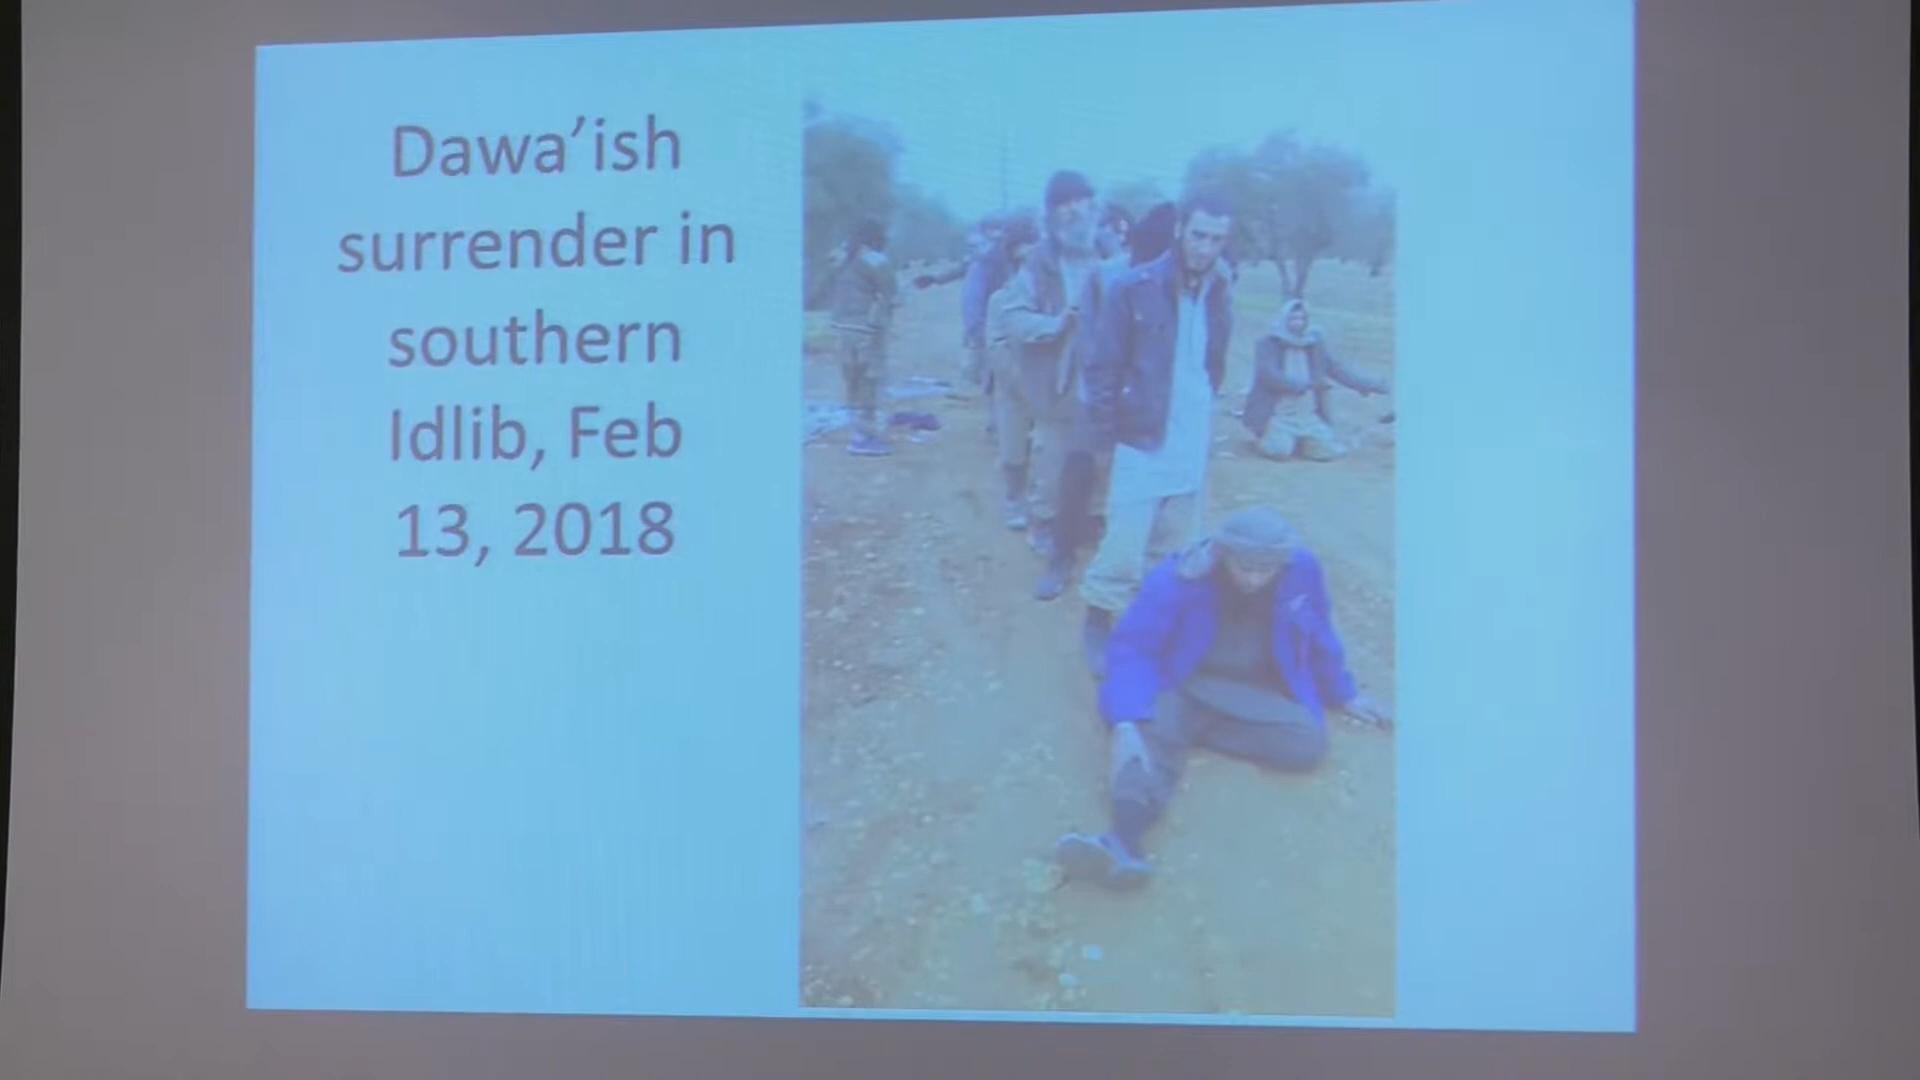 Dawa’ish
surrender in
southern
Idlib, Feb
13, 2018